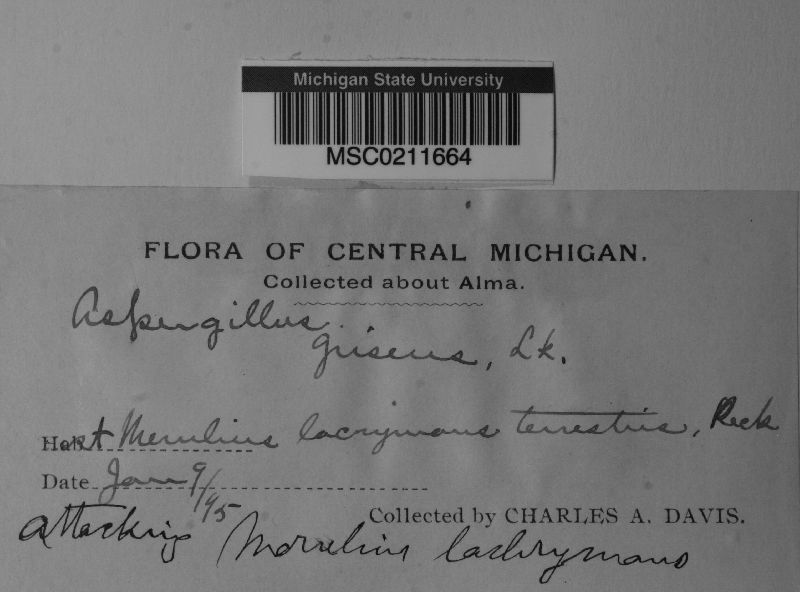 Michigan State University
MSC0211664
FLORA OF CENTRAL MICHIGAN.
Collected about Alma.
Aspergillus
griseus, Lk.
Host Merulius lacrymans terrestris, Peck
Date Jan 9/95
Collected by CHARLES A. DAVIS.
attacking Merulius lachrymans